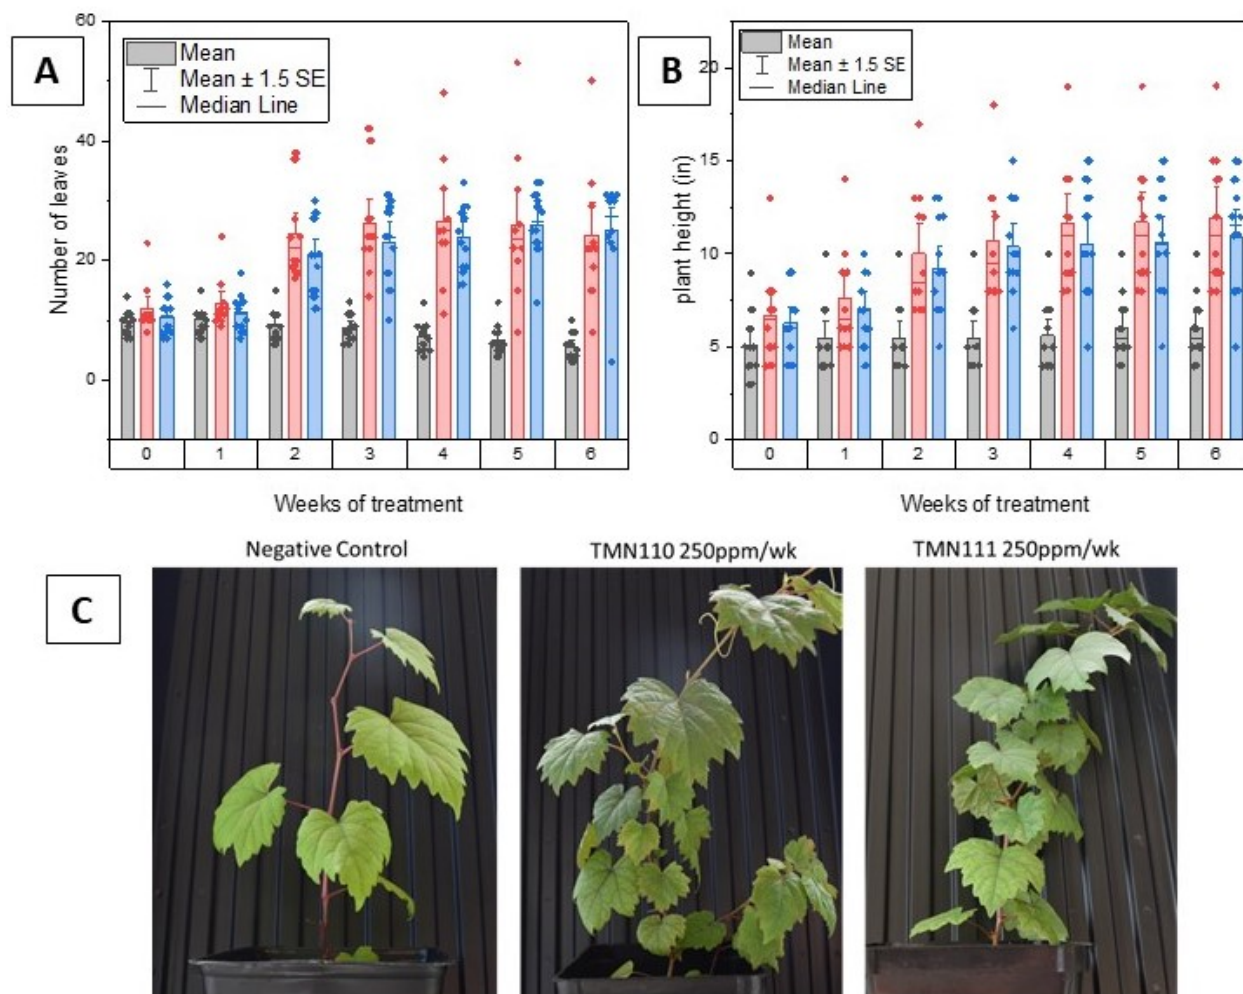 A
Mean
Mean ± 1.5 SE
Median Line
Number of leaves
60
40
20
0
0 1 2 3 4 5 6
Weeks of treatment
B
Mean
Mean ± 1.5 SE
Median Line
plant height (in)
20
15
10
5
0
0 1 2 3 4 5 6
Weeks of treatment
C
Negative Control
TMN110 250ppm/wk
TMN111 250ppm/wk